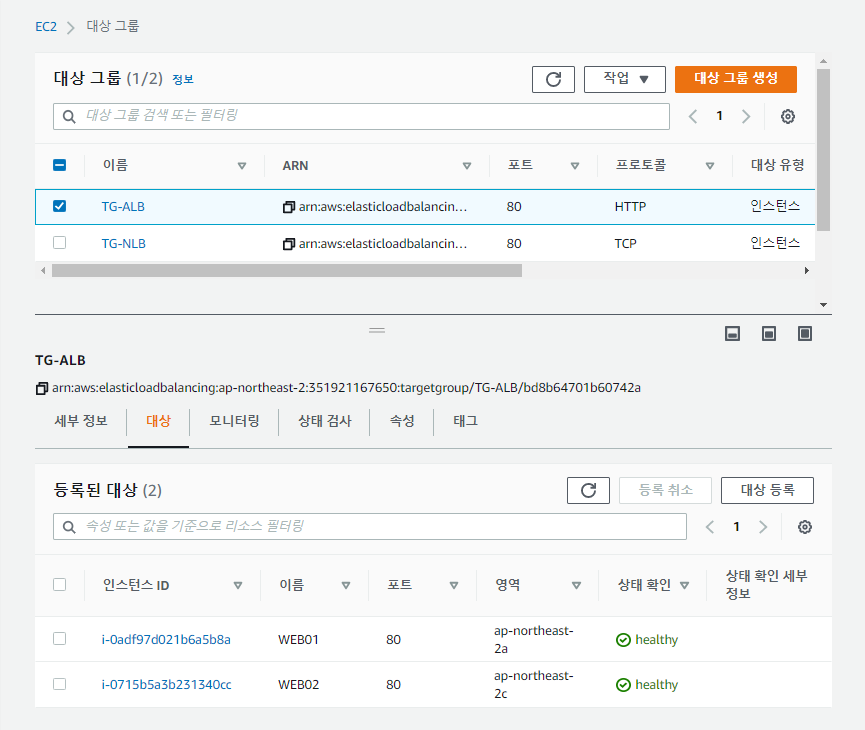 EC2 > 대상 그룹
대상 그룹 (1/2) 정보
작업 ▼ 대상 그룹 생성
대상 그룹 검색 또는 필터링
< 1 >
이름 ARN 포트 프로토콜 대상 유형
TG-ALB arn:aws:elasticloadbalancin... 80 HTTP 인스턴스
TG-NLB arn:aws:elasticloadbalancin... 80 TCP 인스턴스
TG-ALB
arn:aws:elasticloadbalancing:ap-northeast-2:351921167650:targetgroup/TG-ALB/bd8b64701b60742a
세부 정보 대상 모니터링 상태 검사 속성 태그
등록된 대상 (2)
등록 취소 대상 등록
속성 또는 값을 기준으로 리소스 필터링
< 1 >
인스턴스 ID 이름 포트 영역 상태 확인 상태 확인 세부
정보
i-0adf97d021b6a5b8a WEB01 80 ap-northeast-
2a
healthy
i-0715b5a3b231340cc WEB02 80 ap-northeast-
2c
healthy